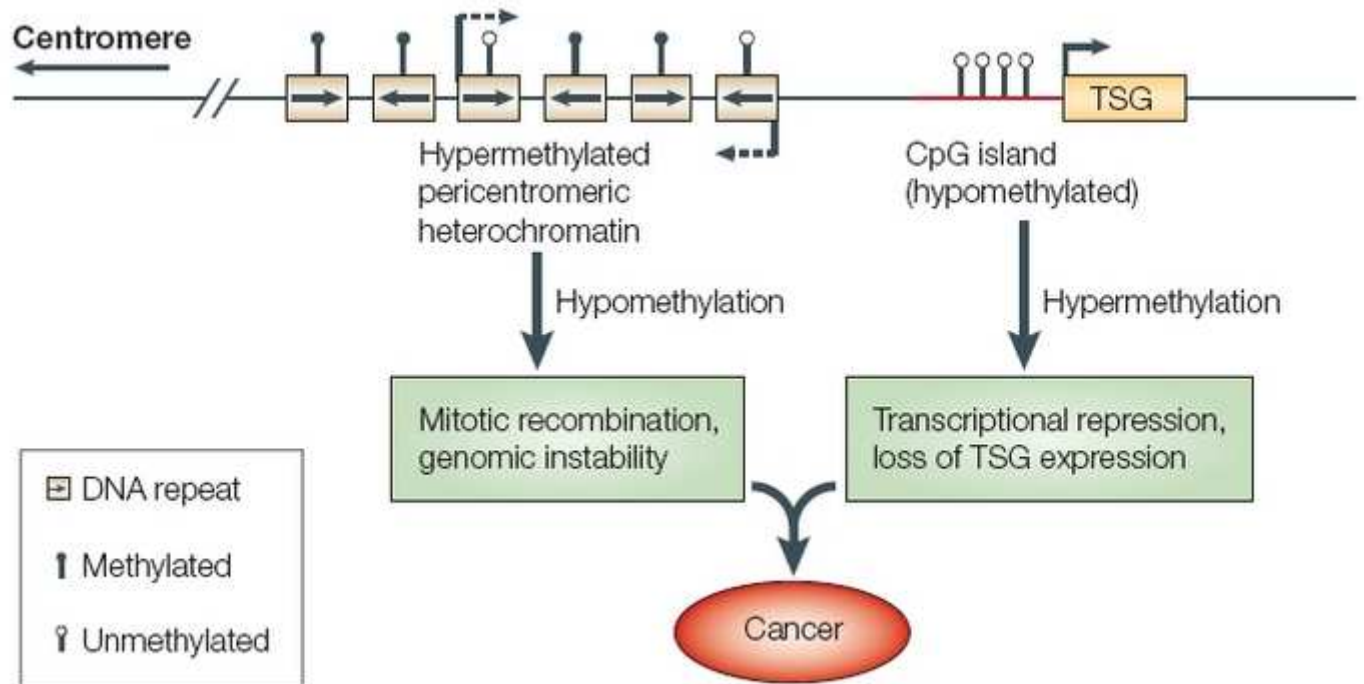 Centromere
TSG
Hypermethylated
pericentromeric
heterochromatin
CpG island
(hypomethylated)
Hypomethylation
Hypermethylation
Mitotic recombination,
genomic instability
Transcriptional repression,
loss of TSG expression
DNA repeat
Methylated
Unmethylated
Cancer